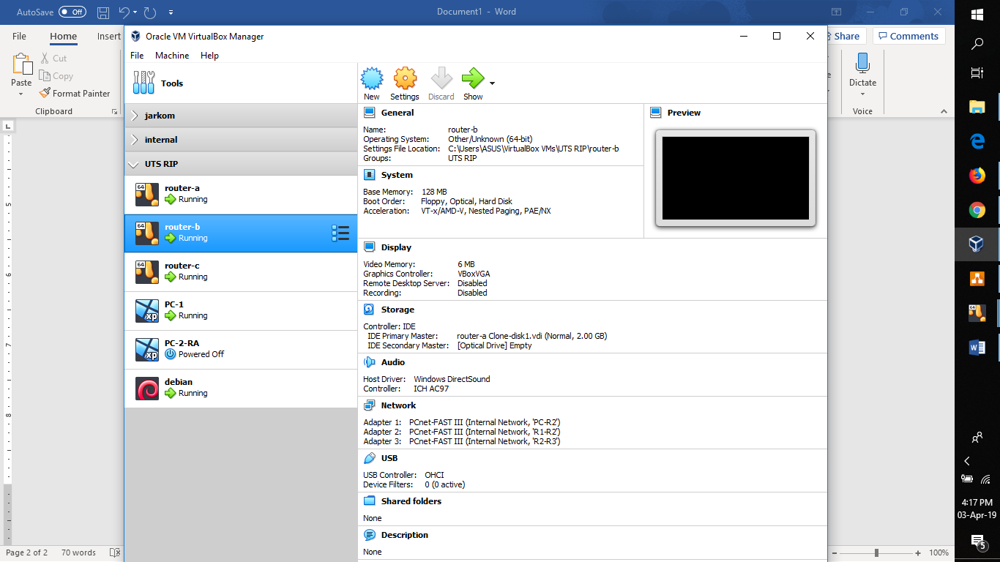 AutoSave Off
Document1 - Word
File Home Insert
Share Comments
Paste
Cut
Copy
Format Painter
Clipboard
Dictate
Voice
Oracle VM VirtualBox Manager
File Machine Help
Tools
New Settings Discard Show
jarkom
internal
UTS RIP
64
router-a
Running
64
router-b
Running
64
router-c
Running
xp
PC-1
Running
xp
PC-2-RA
Powered Off
debian
Running
General
Name: router-b
Operating System: Other/Unknown (64-bit)
Settings File Location: C:\Users\ASUS\VirtualBox VMs\UTS RIP\router-b
Groups: UTS RIP
Preview
System
Base Memory: 128 MB
Boot Order: Floppy, Optical, Hard Disk
Acceleration: VT-x/AMD-V, Nested Paging, PAE/NX
Display
Video Memory: 6 MB
Graphics Controller: VBoxVGA
Remote Desktop Server: Disabled
Recording: Disabled
Storage
Controller: IDE
IDE Primary Master: router-a Clone-disk1.vdi (Normal, 2.00 GB)
IDE Secondary Master: [Optical Drive] Empty
Audio
Host Driver: Windows DirectSound
Controller: ICH AC97
Network
Adapter 1: PCnet-FAST III (Internal Network, 'PC-R2')
Adapter 2: PCnet-FAST III (Internal Network, 'R1-R2')
Adapter 3: PCnet-FAST III (Internal Network, 'R2-R3')
USB
USB Controller: OHCI
Device Filters: 0 (0 active)
Shared folders
None
Description
None
5
6
7
8
Page 2 of 2 70 words
100%
4:17 PM
03-Apr-19
5